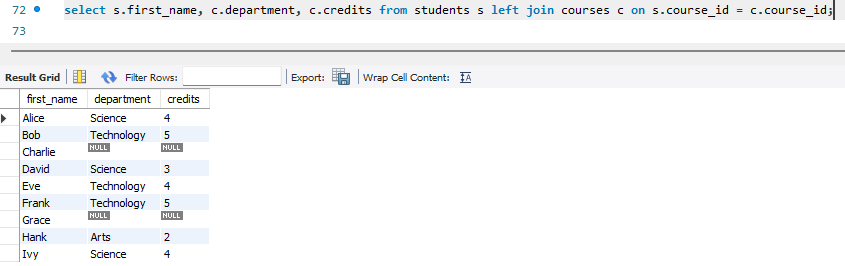 72 select s.first_name, c.department, c.credits from students s left join courses c on s.course_id = c.course_id;
73
Result Grid Filter Rows: Export: Wrap Cell Content: IA
first_name department credits
Alice Science 4
Bob Technology 5
Charlie NULL NULL
David Science 3
Eve Technology 4
Frank Technology 5
Grace NULL NULL
Hank Arts 2
Ivy Science 4